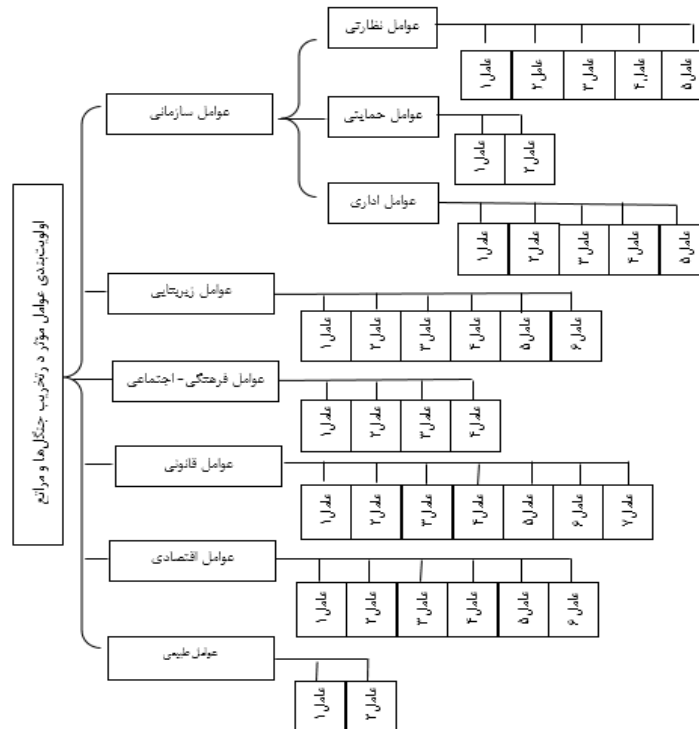 اولویت‌بندی عوامل مؤثر در تخریب جنگل‌ها و مراتع
عوامل سازمانی
عوامل نظارتی
عامل۱ عامل۲ عامل۳ عامل۴ عامل۵
عوامل حمایتی
عامل۱ عامل۲
عوامل اداری
عامل۱ عامل۲ عامل۳ عامل۴ عامل۵
عوامل زیربنایی
عامل۱ عامل۲ عامل۳ عامل۴ عامل۵ عامل۶
عوامل فرهنگی- اجتماعی
عامل۱ عامل۲ عامل۳ عامل۴
عوامل قانونی
عامل۱ عامل۲ عامل۳ عامل۴ عامل۵ عامل۶ عامل۷
عوامل اقتصادی
عامل۱ عامل۲ عامل۳ عامل۴ عامل۵ عامل۶
عوامل طبیعی
عامل۱ عامل۲